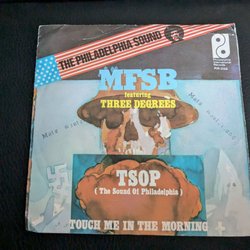 THE PHILADELPHIA SOUND
MFSB
featuring
THREE DEGREES
TSOP
( The Sound Of Philadelphia )
TOUCH ME IN THE MORNING